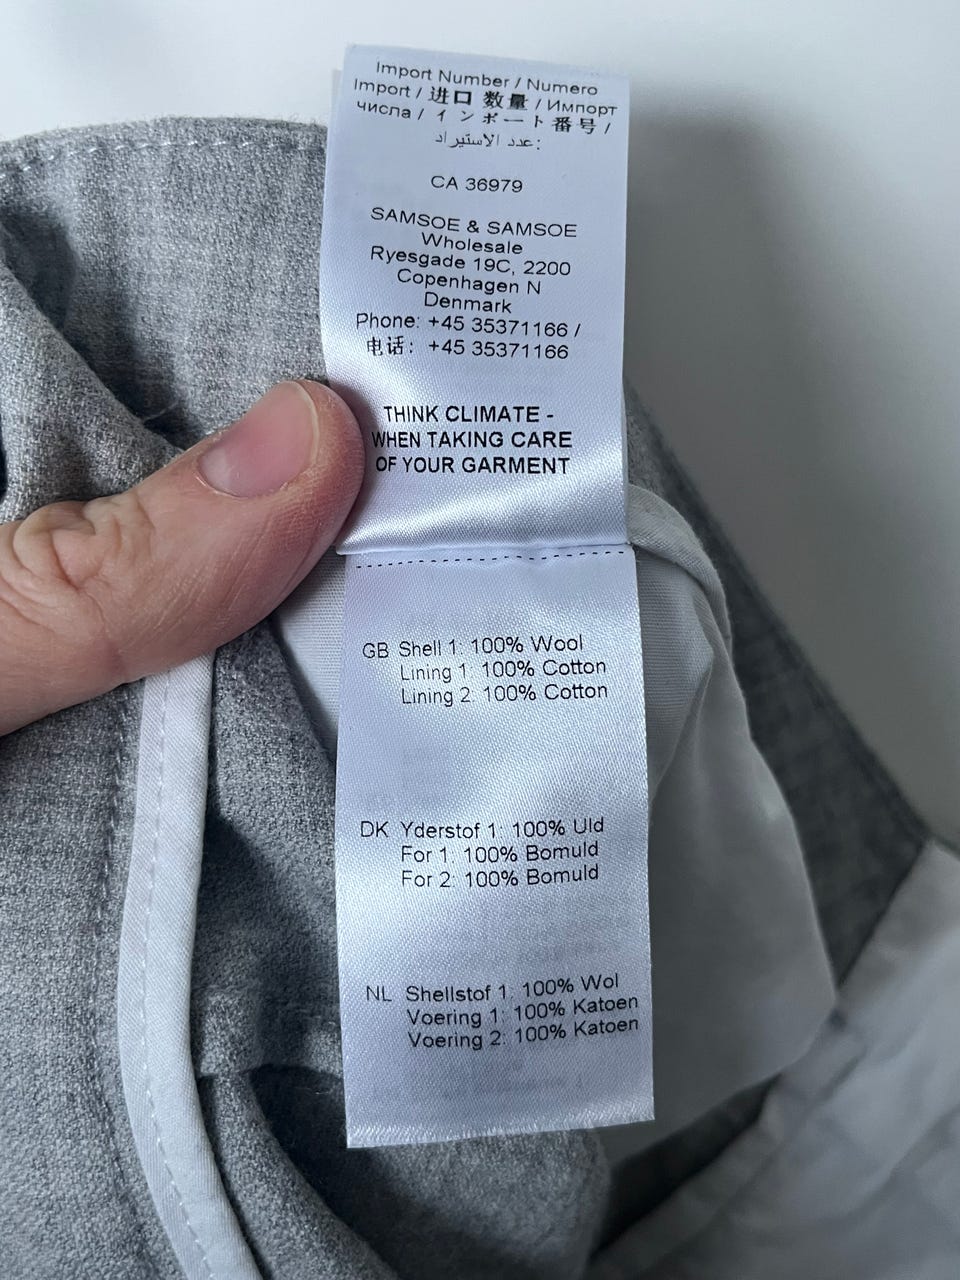 Import Number / Numero
Import / 进口 数量 / Импорт
числа / インポート番号 /
عدد الاستيراد:
CA 36979
SAMSOE & SAMSOE
Wholesale
Ryesgade 19C, 2200
Copenhagen N
Denmark
Phone: +45 35371166 /
电话: +45 35371166
THINK CLIMATE -
WHEN TAKING CARE
OF YOUR GARMENT
GB Shell 1: 100% Wool
Lining 1: 100% Cotton
Lining 2: 100% Cotton
DK Yderstof 1: 100% Uld
For 1: 100% Bomuld
For 2: 100% Bomuld
NL Shellstof 1: 100% Wol
Voering 1: 100% Katoen
Voering 2: 100% Katoen